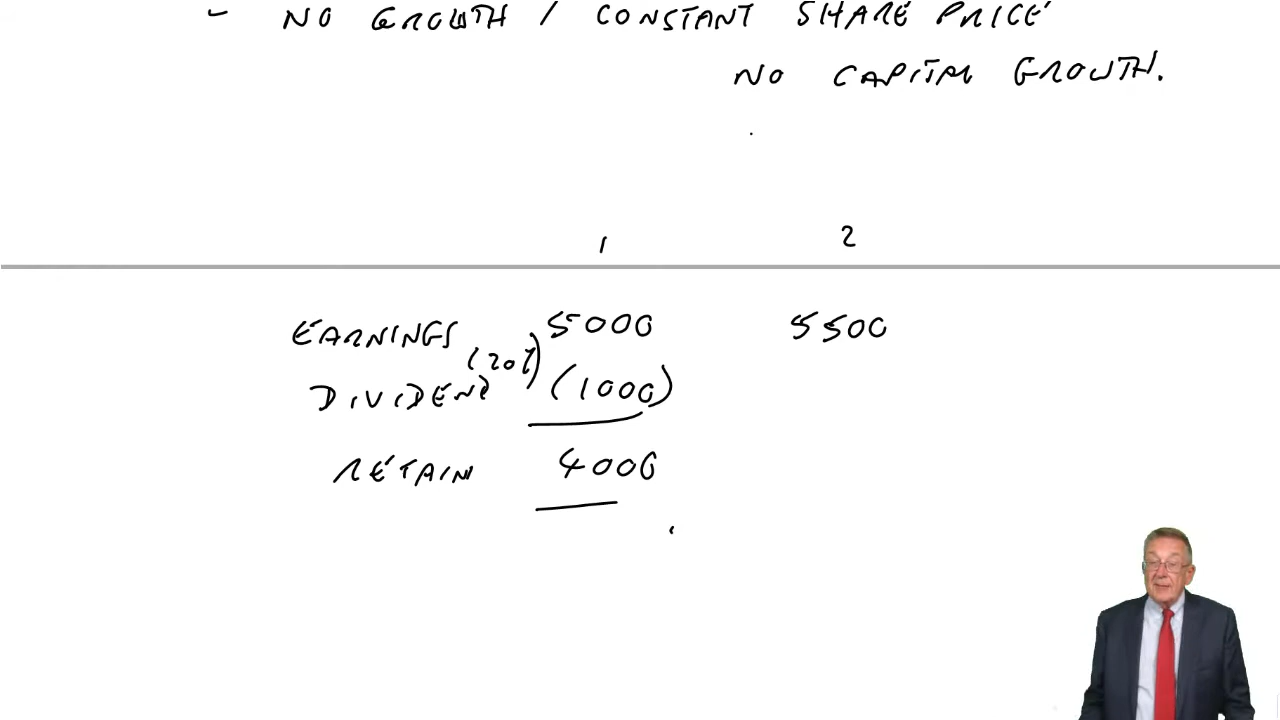 - NO GROWTH / CONSTANT SHARE PRICE
NO CAPITAL GROWTH.
1 2
EARNINGS 5000 5500
DIVIDEND (20%) (1000)
RETAIN 4000